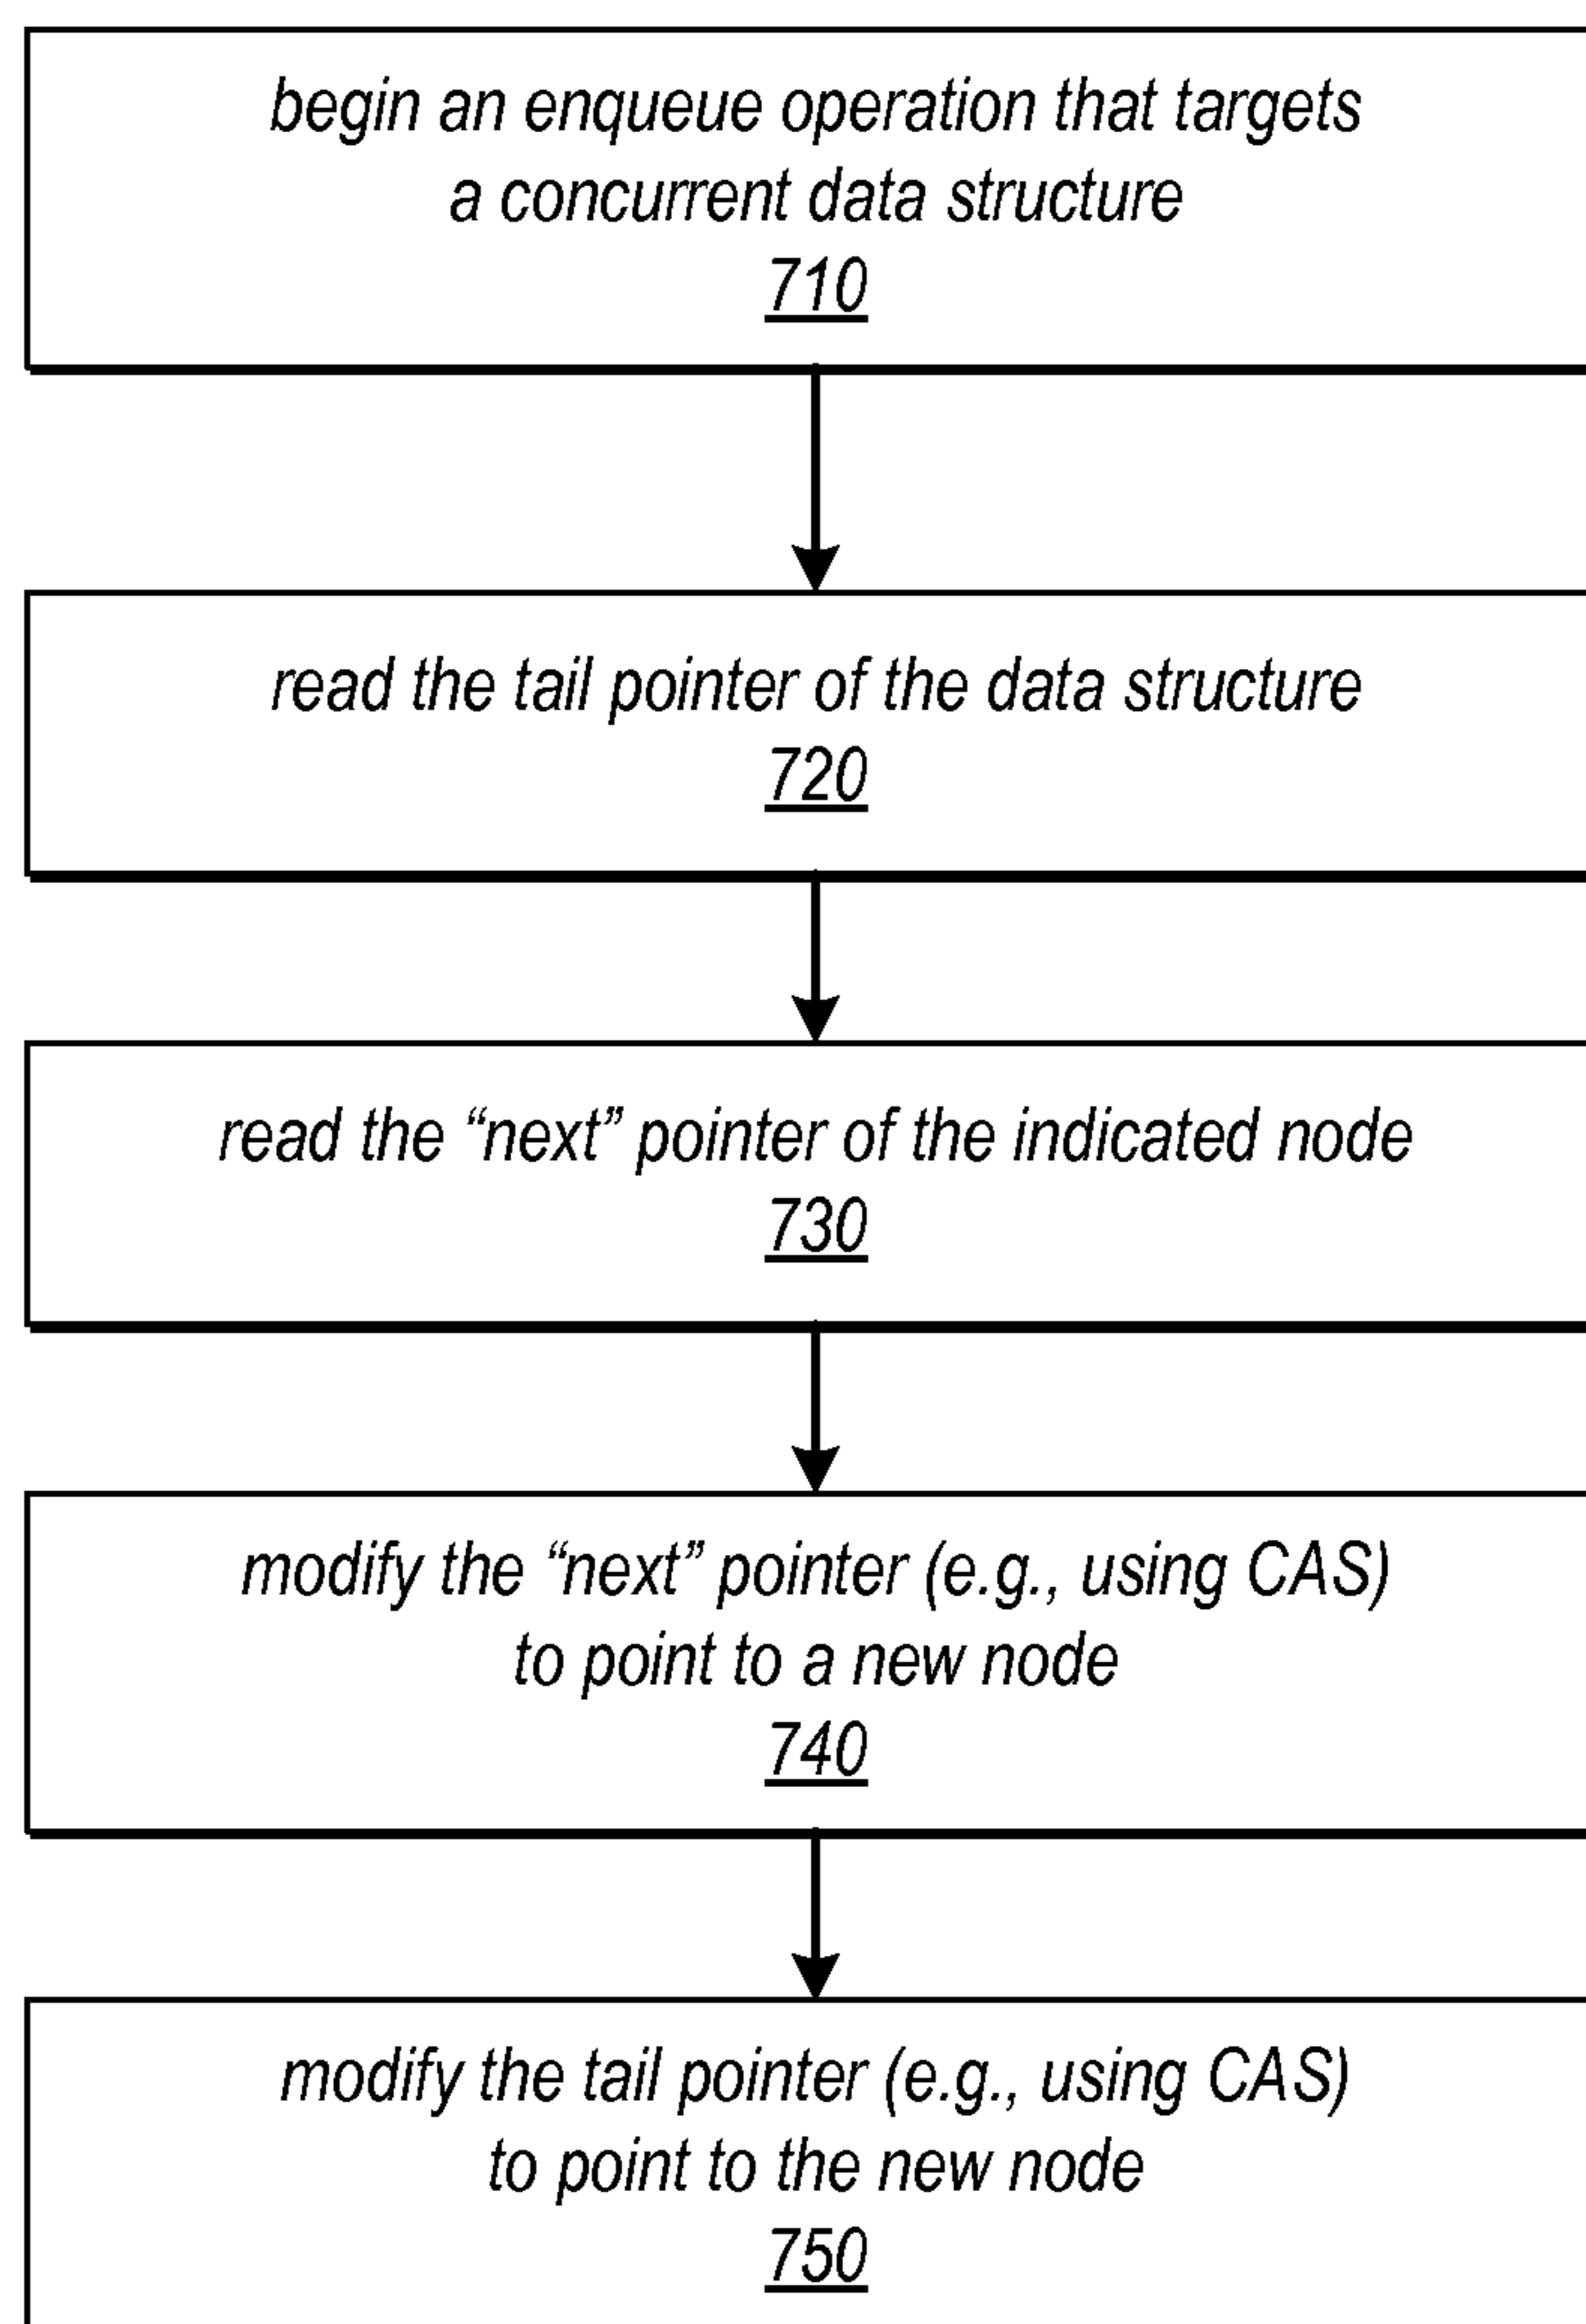 begin an enqueue operation that targets
a concurrent data structure
710
read the tail pointer of the data structure
720
read the “next” pointer of the indicated node
730
modify the “next” pointer (e.g., using CAS)
to point to a new node
740
modify the tail pointer (e.g., using CAS)
to point to the new node
750